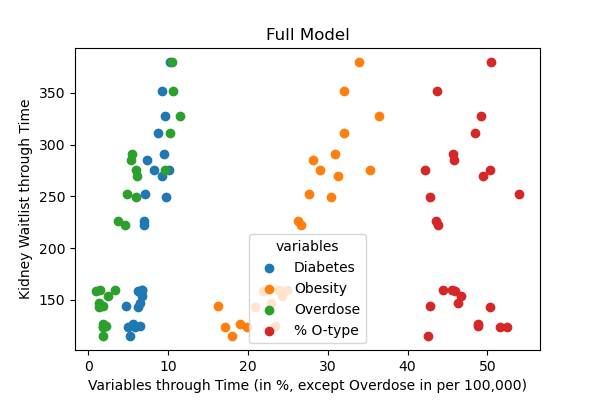 Full Model
Kidney Waitlist through Time
350
300
250
200
150
variables
Diabetes
Obesity
Overdose
% O-type
0 10 20 30 40 50
Variables through Time (in %, except Overdose in per 100,000)